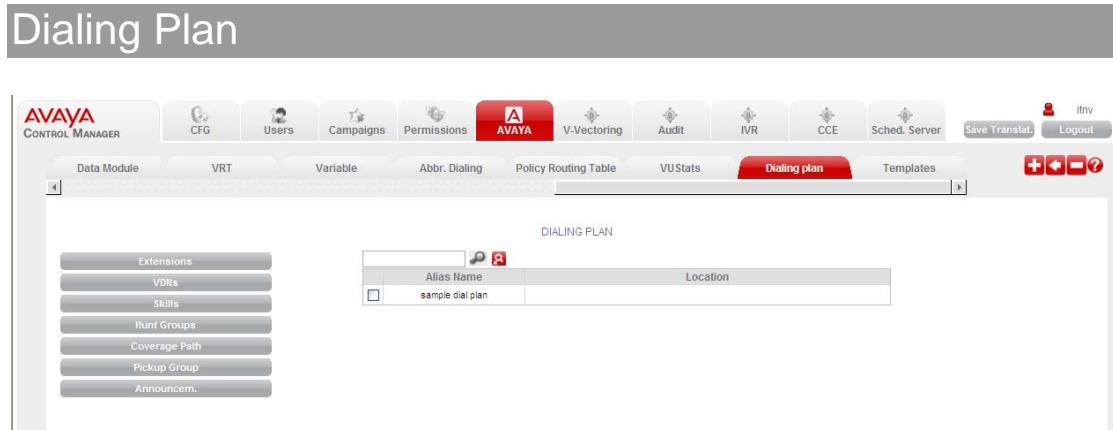 Dialing Plan
AVAYA
CONTROL MANAGER
CFG
Users
Campaigns
Permissions
A
AVAYA
V-Vectoring
Audit
IVR
CCE
Sched. Server
itnv
Save Translat.
Logout
Data Module
VRT
Variable
Abbr. Dialing
Policy Routing Table
VUStats
Dialing plan
Templates
DIALING PLAN
Extensions
VDNs
Skills
Hunt Groups
Coverage Path
Pickup Group
Announcem.
Alias Name
Location
sample dial plan